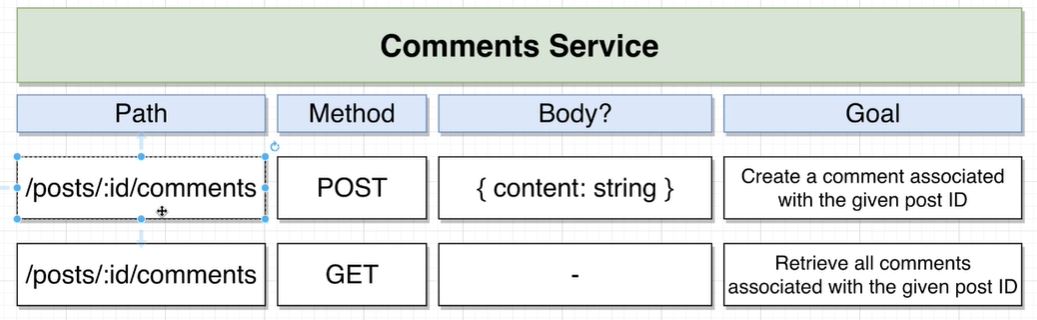 Comments Service
Path
Method
Body?
Goal
/posts/:id/comments
POST
{ content: string }
Create a comment associated
with the given post ID
/posts/:id/comments
GET
-
Retrieve all comments
associated with the given post ID